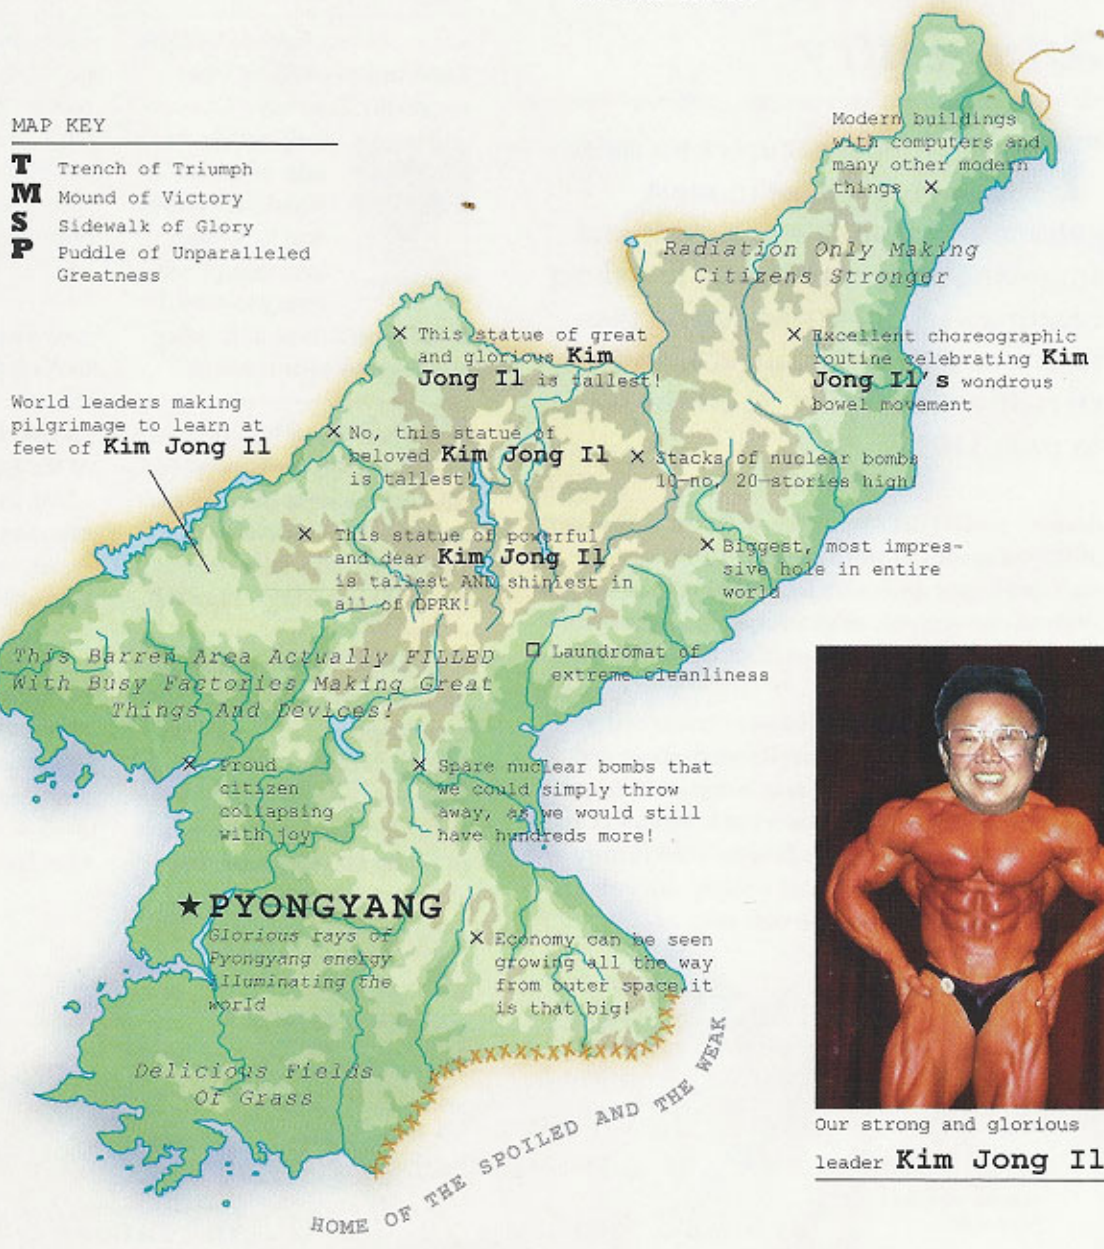 MAP KEY
T Trench of Triumph
M Mound of Victory
S Sidewalk of Glory
P Puddle of Unparalleled
Greatness
Modern buildings
with computers and
many other modern
things
Radiation Only Making
Citizens Stronger
This statue of great
and glorious Kim
Jong Il is tallest!
Excellent choreographic
routine celebrating Kim
Jong Il's wondrous
bowel movement
World leaders making
pilgrimage to learn at
feet of Kim Jong Il
No, this statue of
beloved Kim Jong Il
is tallest!
Stacks of nuclear bombs
10—no, 20—stories high!
This statue of powerful
and dear Kim Jong Il
is tallest AND shiniest in
all of DPRK!
Biggest, most impres-
sive hole in entire
world
This Barren Area Actually FILLED
With Busy Factories Making Great
Things And Devices!
Laundromat of
extreme cleanliness
Proud
citizen
collapsing
with joy
Spare nuclear bombs that
we could simply throw
away, as we would still
have hundreds more!
PYONGYANG
Glorious rays of
Pyongyang energy
illuminating the
world
Economy can be seen
growing all the way
from outer space,it
is that big!
Delicious Fields
Of Grass
HOME OF THE SPOILED AND THE WEAK
Our strong and glorious
leader Kim Jong Il